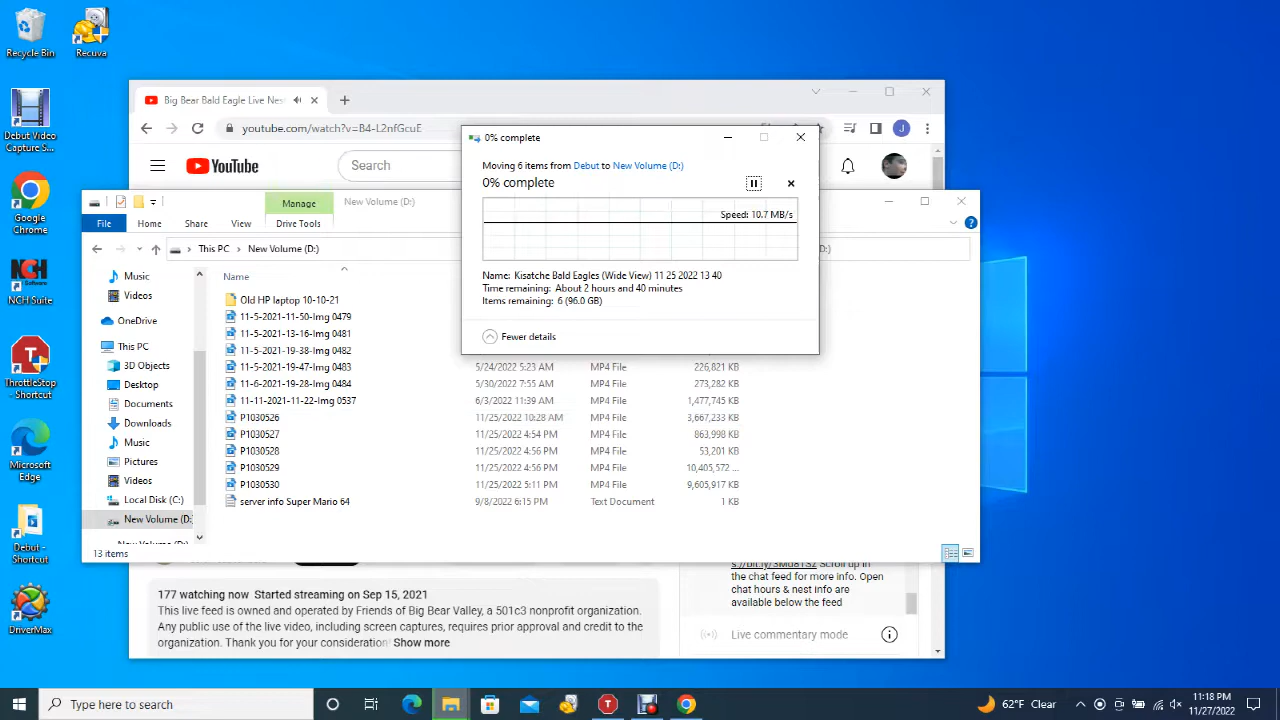 Recycle Bin
Recuva
Debut Video
Capture S...
Google
Chrome
NCH Software
NCH Suite
ThrottleStop
- Shortcut
Microsoft
Edge
Debut -
Shortcut
DriverMax
Big Bear Bald Eagle Live Nes
youtube.com/watch?v=B4-L2nfGcuE
J
YouTube
Search
0% complete
Moving 6 items from Debut to New Volume (D:)
0% complete
Speed: 10.7 MB/s
Name: Kisatche Bald Eagles (Wide View) 11 25 2022 13 40
Time remaining: About 2 hours and 40 minutes
Items remaining: 6 (96.0 GB)
Fewer details
Manage
New Volume (D:)
File Home Share View Drive Tools
This PC > New Volume (D:)
D:)
Name
Music
Videos
OneDrive
This PC
3D Objects
Desktop
Documents
Downloads
Music
Pictures
Videos
Local Disk (C:)
New Volume (D:
New Volume (D:)
Old HP laptop 10-10-21
11-5-2021-11-50-Img 0479
11-5-2021-13-16-Img 0481
11-5-2021-19-38-Img 0482
11-5-2021-19-47-Img 0483 5/24/2022 5:23 AM MP4 File 226,821 KB
11-6-2021-19-28-Img 0484 5/30/2022 7:55 AM MP4 File 273,282 KB
11-11-2021-11-22-Img 0537 6/3/2022 11:39 AM MP4 File 1,477,745 KB
P1030526 11/25/2022 10:28 AM MP4 File 3,667,233 KB
P1030527 11/25/2022 4:54 PM MP4 File 863,998 KB
P1030528 11/25/2022 4:56 PM MP4 File 53,201 KB
P1030529 11/25/2022 4:56 PM MP4 File 10,405,572 ...
P1030530 11/25/2022 5:11 PM MP4 File 9,605,917 KB
server info Super Mario 64 9/8/2022 6:15 PM Text Document 1 KB
13 items
177 watching now Started streaming on Sep 15, 2021
This live feed is owned and operated by Friends of Big Bear Valley, a 501c3 nonprofit organization.
Any public use of the live video, including screen captures, requires prior approval and credit to the
organization. Thank you for your consideration! Show more
Scroll up in
the chat feed for more info. Open
chat hours & nest info are
available below the feed
Live commentary mode
Type here to search
62°F Clear
11:18 PM
11/27/2022